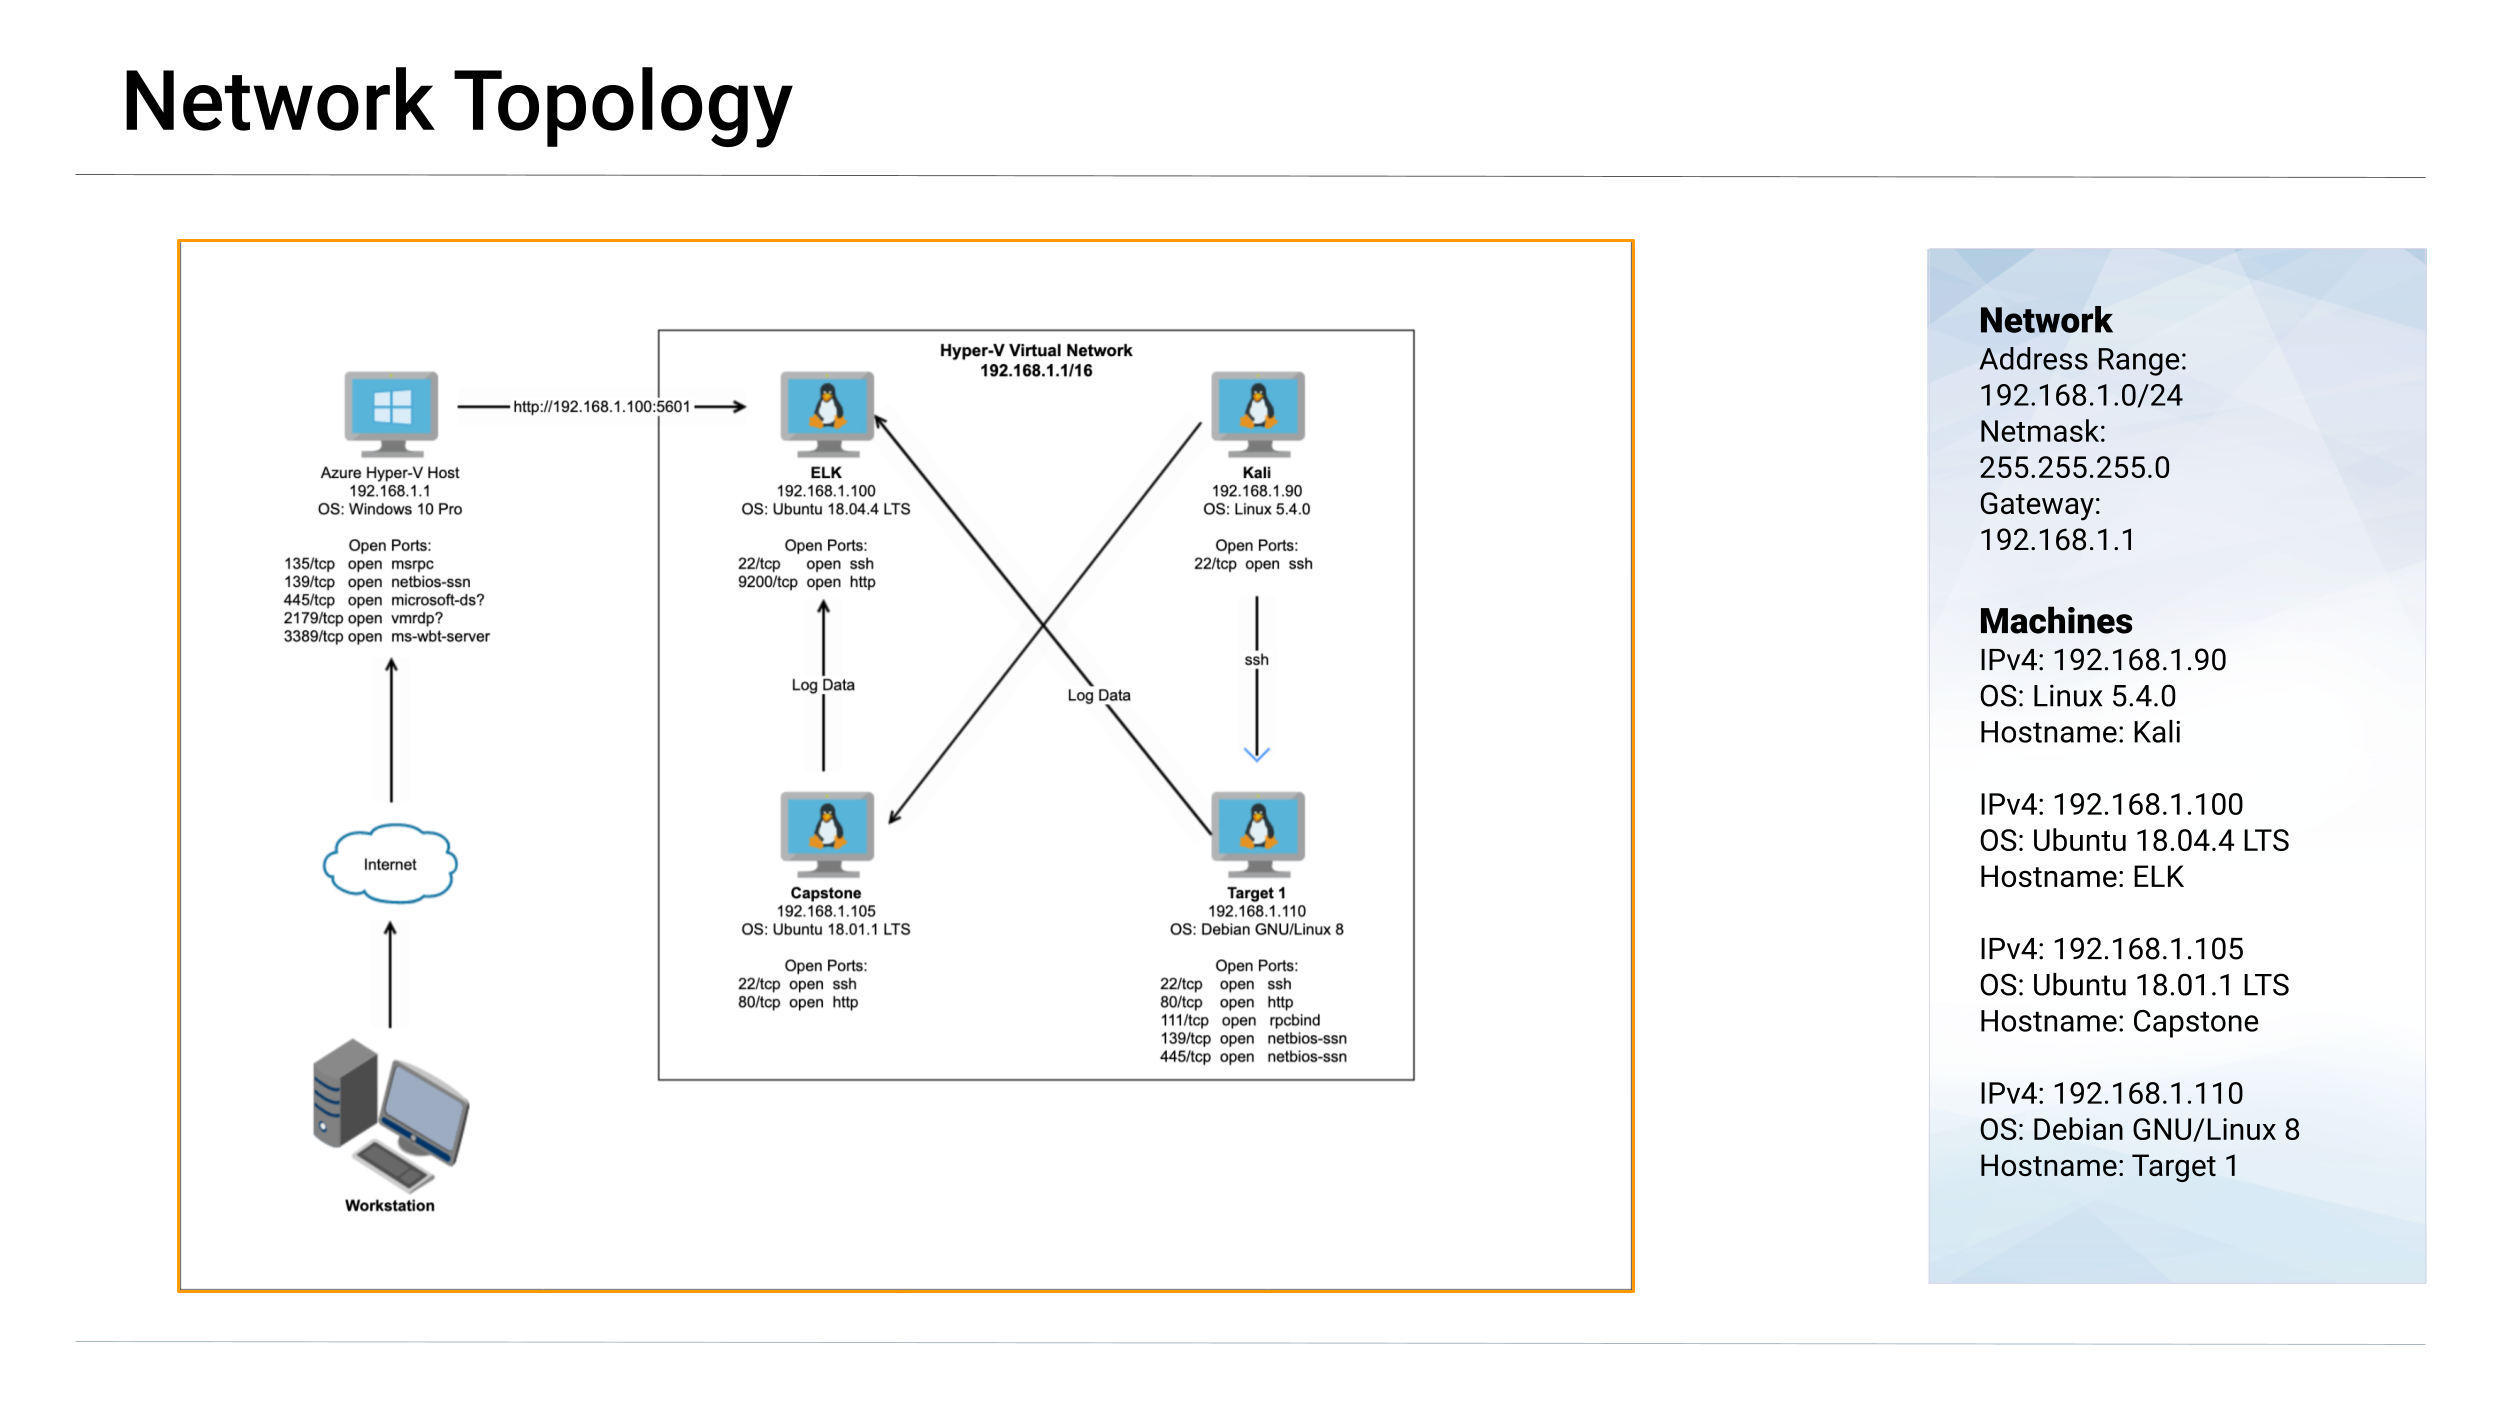 Network Topology
Hyper-V Virtual Network
192.168.1.1/16
http://192.168.1.100:5601
Azure Hyper-V Host
192.168.1.1
OS: Windows 10 Pro
Open Ports:
135/tcp open msrpc
139/tcp open netbios-ssn
445/tcp open microsoft-ds?
2179/tcp open vmrdp?
3389/tcp open ms-wbt-server
Internet
Workstation
ELK
192.168.1.100
OS: Ubuntu 18.04.4 LTS
Open Ports:
22/tcp open ssh
9200/tcp open http
Kali
192.168.1.90
OS: Linux 5.4.0
Open Ports:
22/tcp open ssh
ssh
Log Data
Log Data
Capstone
192.168.1.105
OS: Ubuntu 18.01.1 LTS
Open Ports:
22/tcp open ssh
80/tcp open http
Target 1
192.168.1.110
OS: Debian GNU/Linux 8
Open Ports:
22/tcp open ssh
80/tcp open http
111/tcp open rpcbind
139/tcp open netbios-ssn
445/tcp open netbios-ssn
Network
Address Range:
192.168.1.0/24
Netmask:
255.255.255.0
Gateway:
192.168.1.1
Machines
IPv4: 192.168.1.90
OS: Linux 5.4.0
Hostname: Kali
IPv4: 192.168.1.100
OS: Ubuntu 18.04.4 LTS
Hostname: ELK
IPv4: 192.168.1.105
OS: Ubuntu 18.01.1 LTS
Hostname: Capstone
IPv4: 192.168.1.110
OS: Debian GNU/Linux 8
Hostname: Target 1